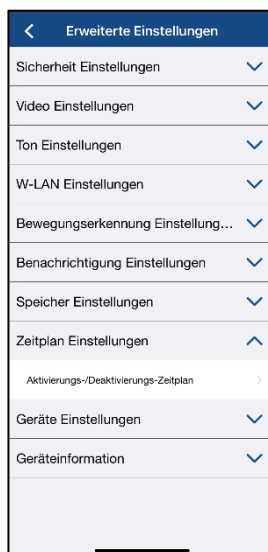 Erweiterte Einstellungen
Sicherheit Einstellungen
Video Einstellungen
Ton Einstellungen
W-LAN Einstellungen
Bewegungserkennung Einstellung...
Benachrichtigung Einstellungen
Speicher Einstellungen
Zeitplan Einstellungen
Aktivierungs-/Deaktivierungs-Zeitplan
Geräte Einstellungen
Geräteinformation